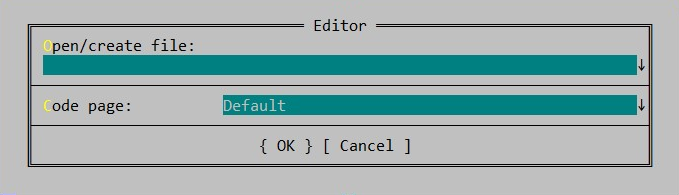 Editor
Open/create file:
↓
Code page: Default ↓
{ OK } [ Cancel ]